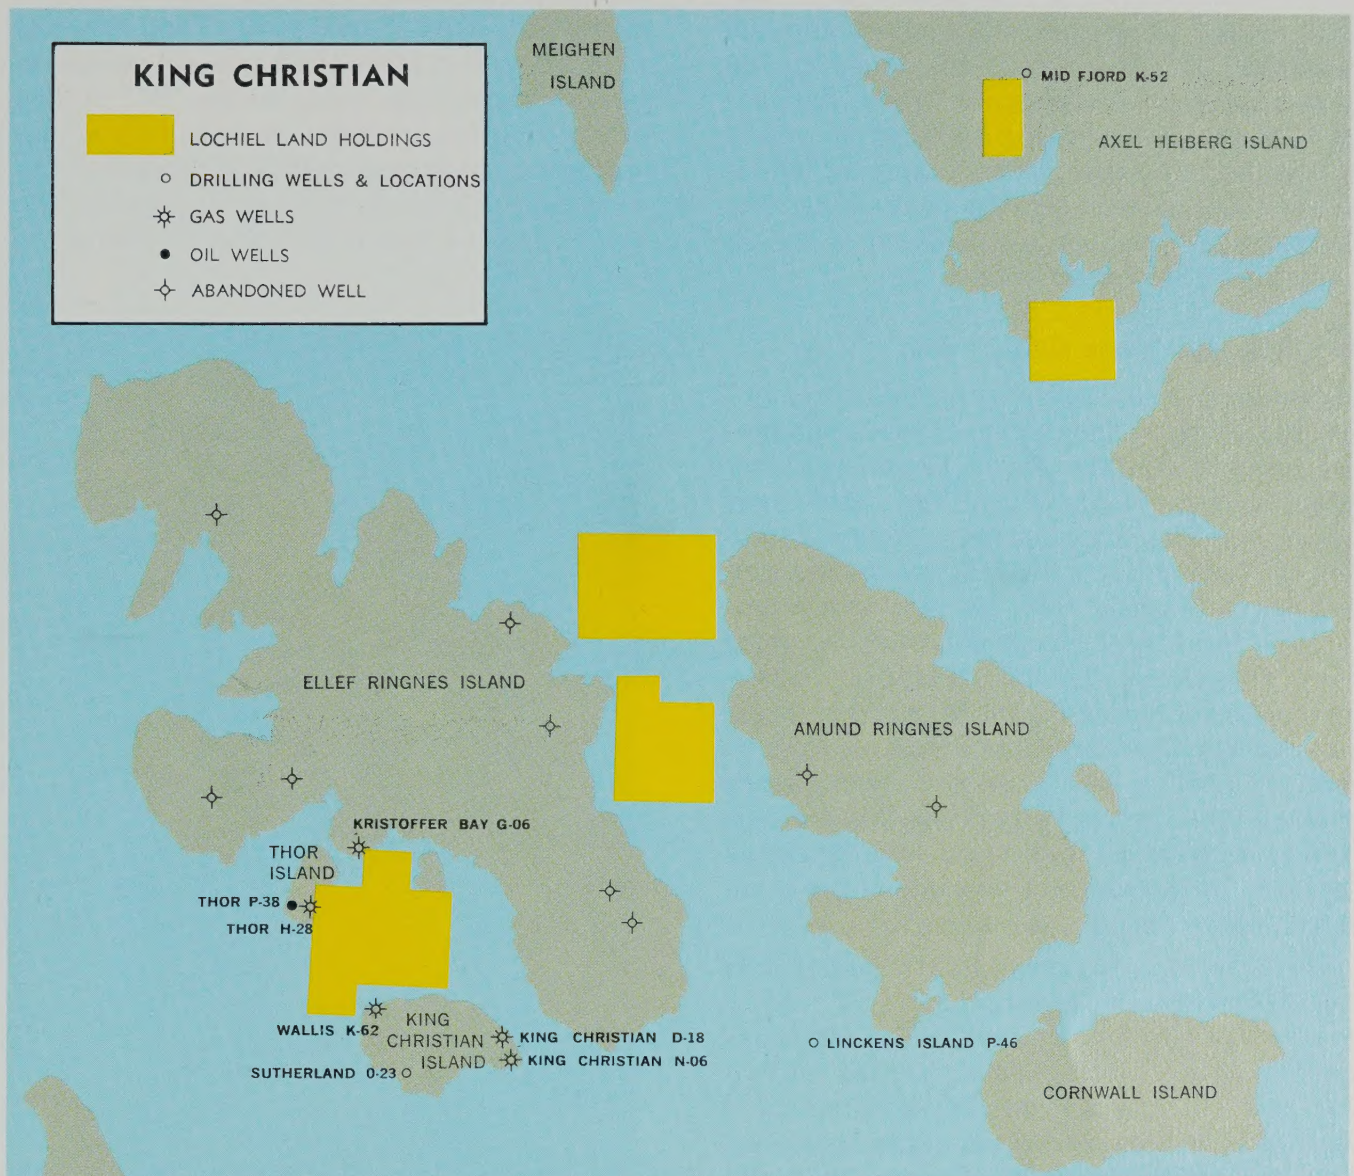 KING CHRISTIAN
LOCHIEL LAND HOLDINGS
DRILLING WELLS & LOCATIONS
GAS WELLS
OIL WELLS
ABANDONED WELL
MEIGHEN
ISLAND
MID FJORD K-52
AXEL HEIBERG ISLAND
ELLEF RINGNES ISLAND
AMUND RINGNES ISLAND
KRISTOFFER BAY G-06
THOR
ISLAND
THOR P-38
THOR H-28
WALLIS K-62
KING
CHRISTIAN
ISLAND
KING CHRISTIAN D-18
KING CHRISTIAN N-06
SUTHERLAND 0-23
LINCKENS ISLAND P-46
CORNWALL ISLAND